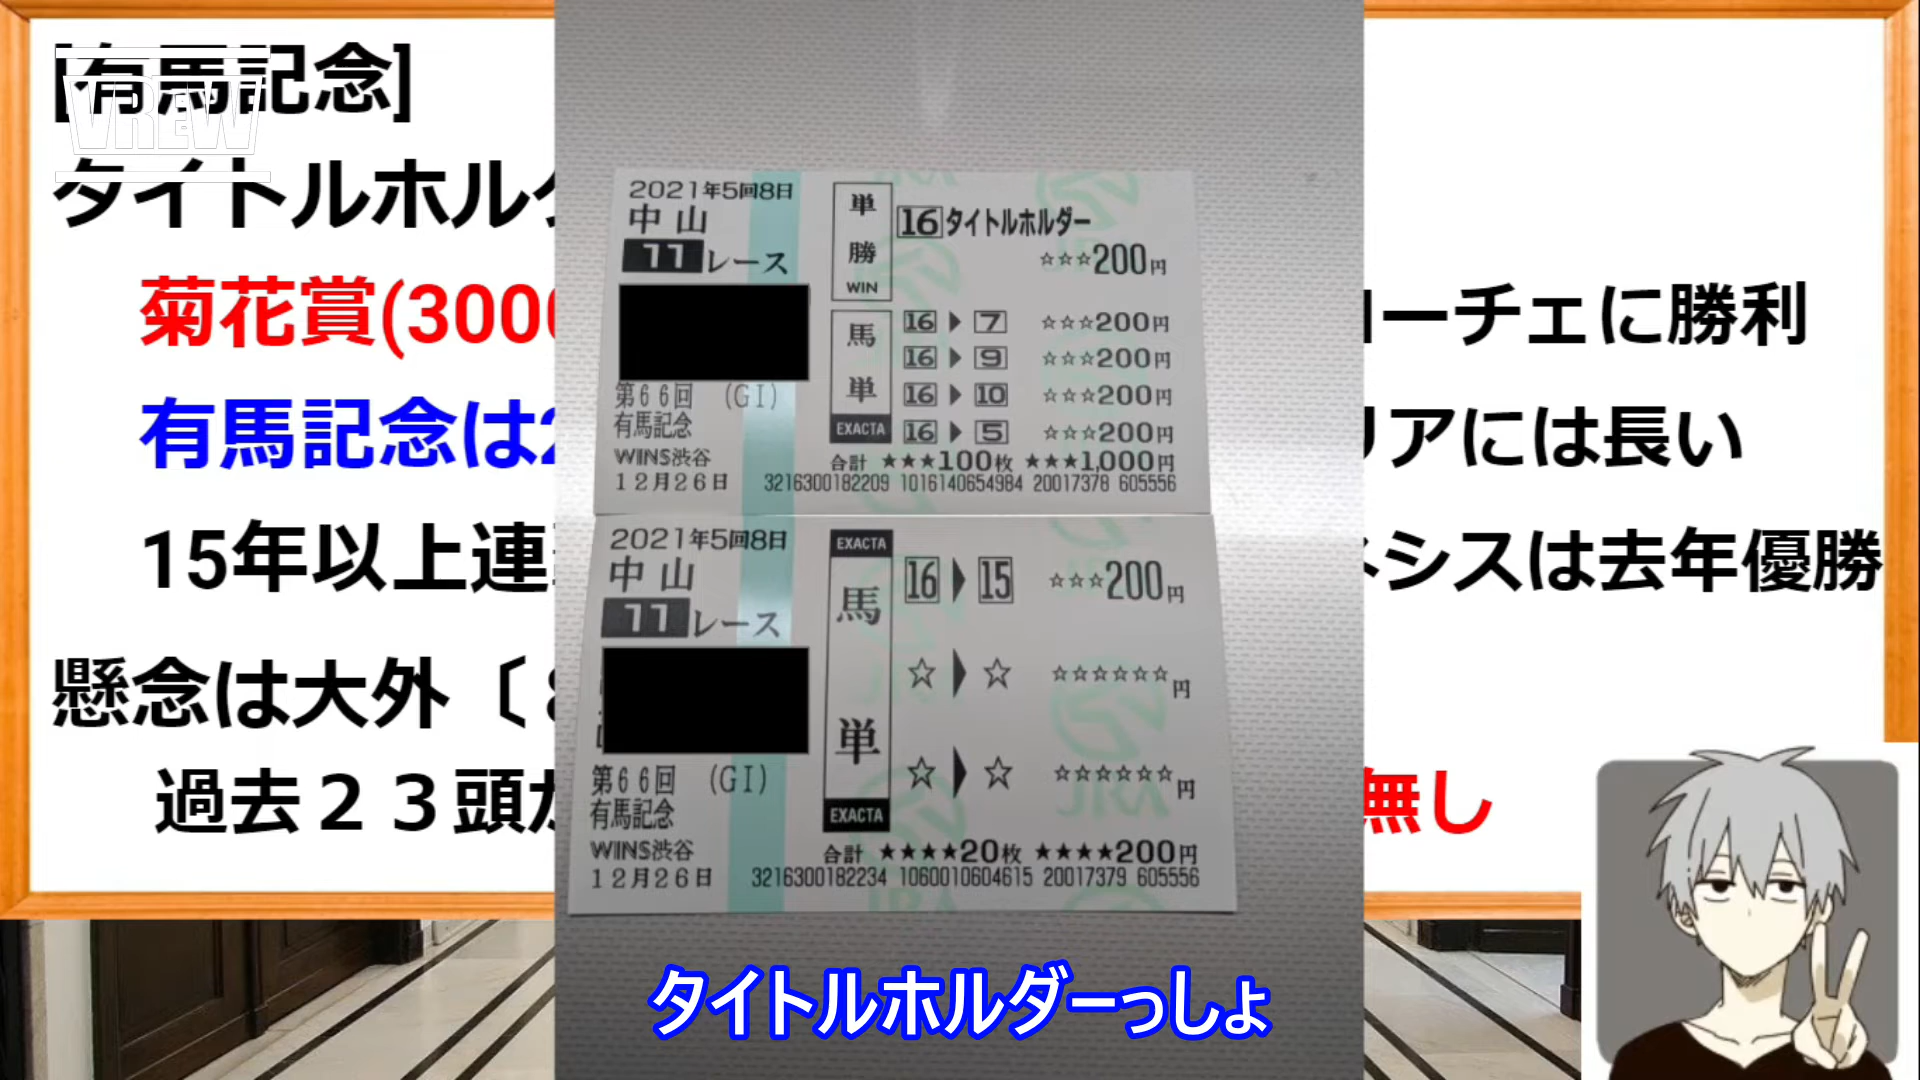 [有馬記念]
VREW
タイトルホルダ
菊花賞(300
コーチェに勝利
有馬記念は2
リアには長い
15年以上連
ネシスは去年優勝
懸念は大外〔8
過去２３頭が
無し
2021年5回8日
中山
11レース
第66回 (GI)
有馬記念
WINS渋谷
12月26日
単勝
WIN
16タイトルホルダー
☆☆☆200円
馬単
EXACTA
16 ▶ 7 ☆☆☆200円
16 ▶ 9 ☆☆☆200円
16 ▶ 10 ☆☆☆200円
16 ▶ 5 ☆☆☆200円
合計 ★★★100枚 ★★★1,000円
3216300182209 1016140654984 20017378 605556
2021年5回8日
中山
11レース
第66回 (GI)
有馬記念
WINS渋谷
12月26日
EXACTA
馬単
EXACTA
16 ▶ 15 ☆☆☆200円
☆ ▶ ☆ ☆☆☆☆☆☆円
☆ ▶ ☆ ☆☆☆☆☆☆円
JRA
合計 ★★★★20枚 ★★★★200円
3216300182234 1060010604615 20017379 605556
タイトルホルダーっしょ